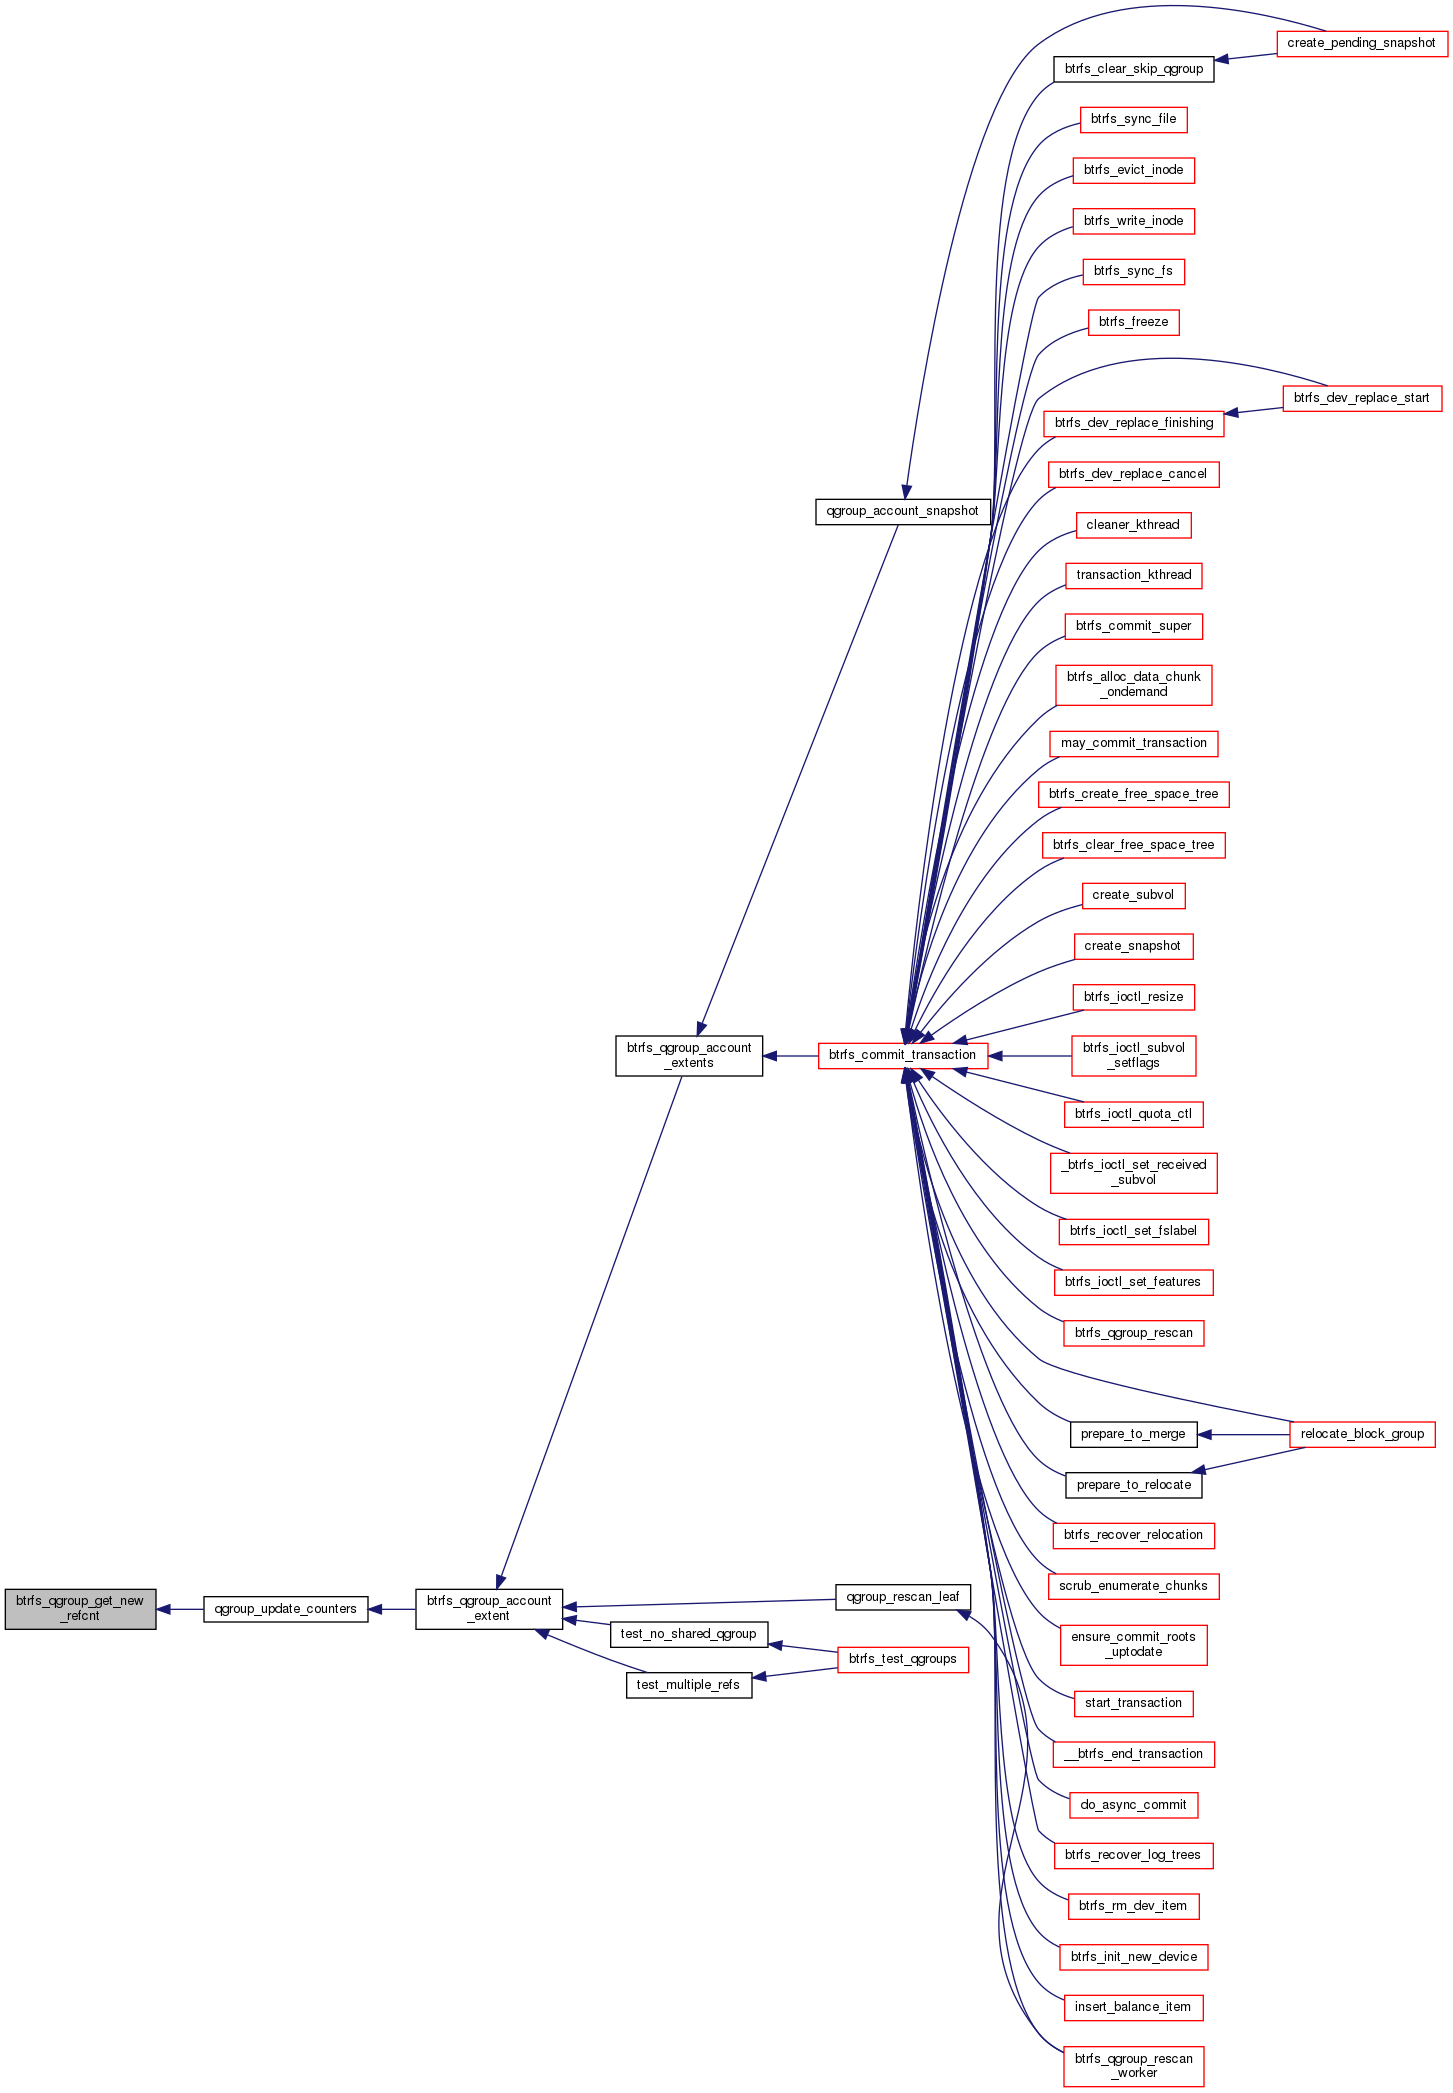 create_pending_snapshot
btrfs_clear_skip_qgroup
btrfs_sync_file
btrfs_evict_inode
btrfs_write_inode
btrfs_sync_fs
btrfs_freeze
btrfs_dev_replace_start
btrfs_dev_replace_finishing
btrfs_dev_replace_cancel
qgroup_account_snapshot
cleaner_kthread
transaction_kthread
btrfs_commit_super
btrfs_alloc_data_chunk
_ondemand
may_commit_transaction
btrfs_create_free_space_tree
btrfs_clear_free_space_tree
create_subvol
create_snapshot
btrfs_ioctl_resize
btrfs_qgroup_account
_extents
btrfs_commit_transaction
btrfs_ioctl_subvol
_setflags
btrfs_ioctl_quota_ctl
_btrfs_ioctl_set_received
_subvol
btrfs_ioctl_set_fslabel
btrfs_ioctl_set_features
btrfs_qgroup_rescan
prepare_to_merge
relocate_block_group
prepare_to_relocate
btrfs_recover_relocation
scrub_enumerate_chunks
btrfs_qgroup_get_new
_refcnt
qgroup_update_counters
btrfs_qgroup_account
_extent
qgroup_rescan_leaf
test_no_shared_qgroup
btrfs_test_qgroups
test_multiple_refs
ensure_commit_roots
_uptodate
start_transaction
__btrfs_end_transaction
do_async_commit
btrfs_recover_log_trees
btrfs_rm_dev_item
btrfs_init_new_device
insert_balance_item
btrfs_qgroup_rescan
_worker